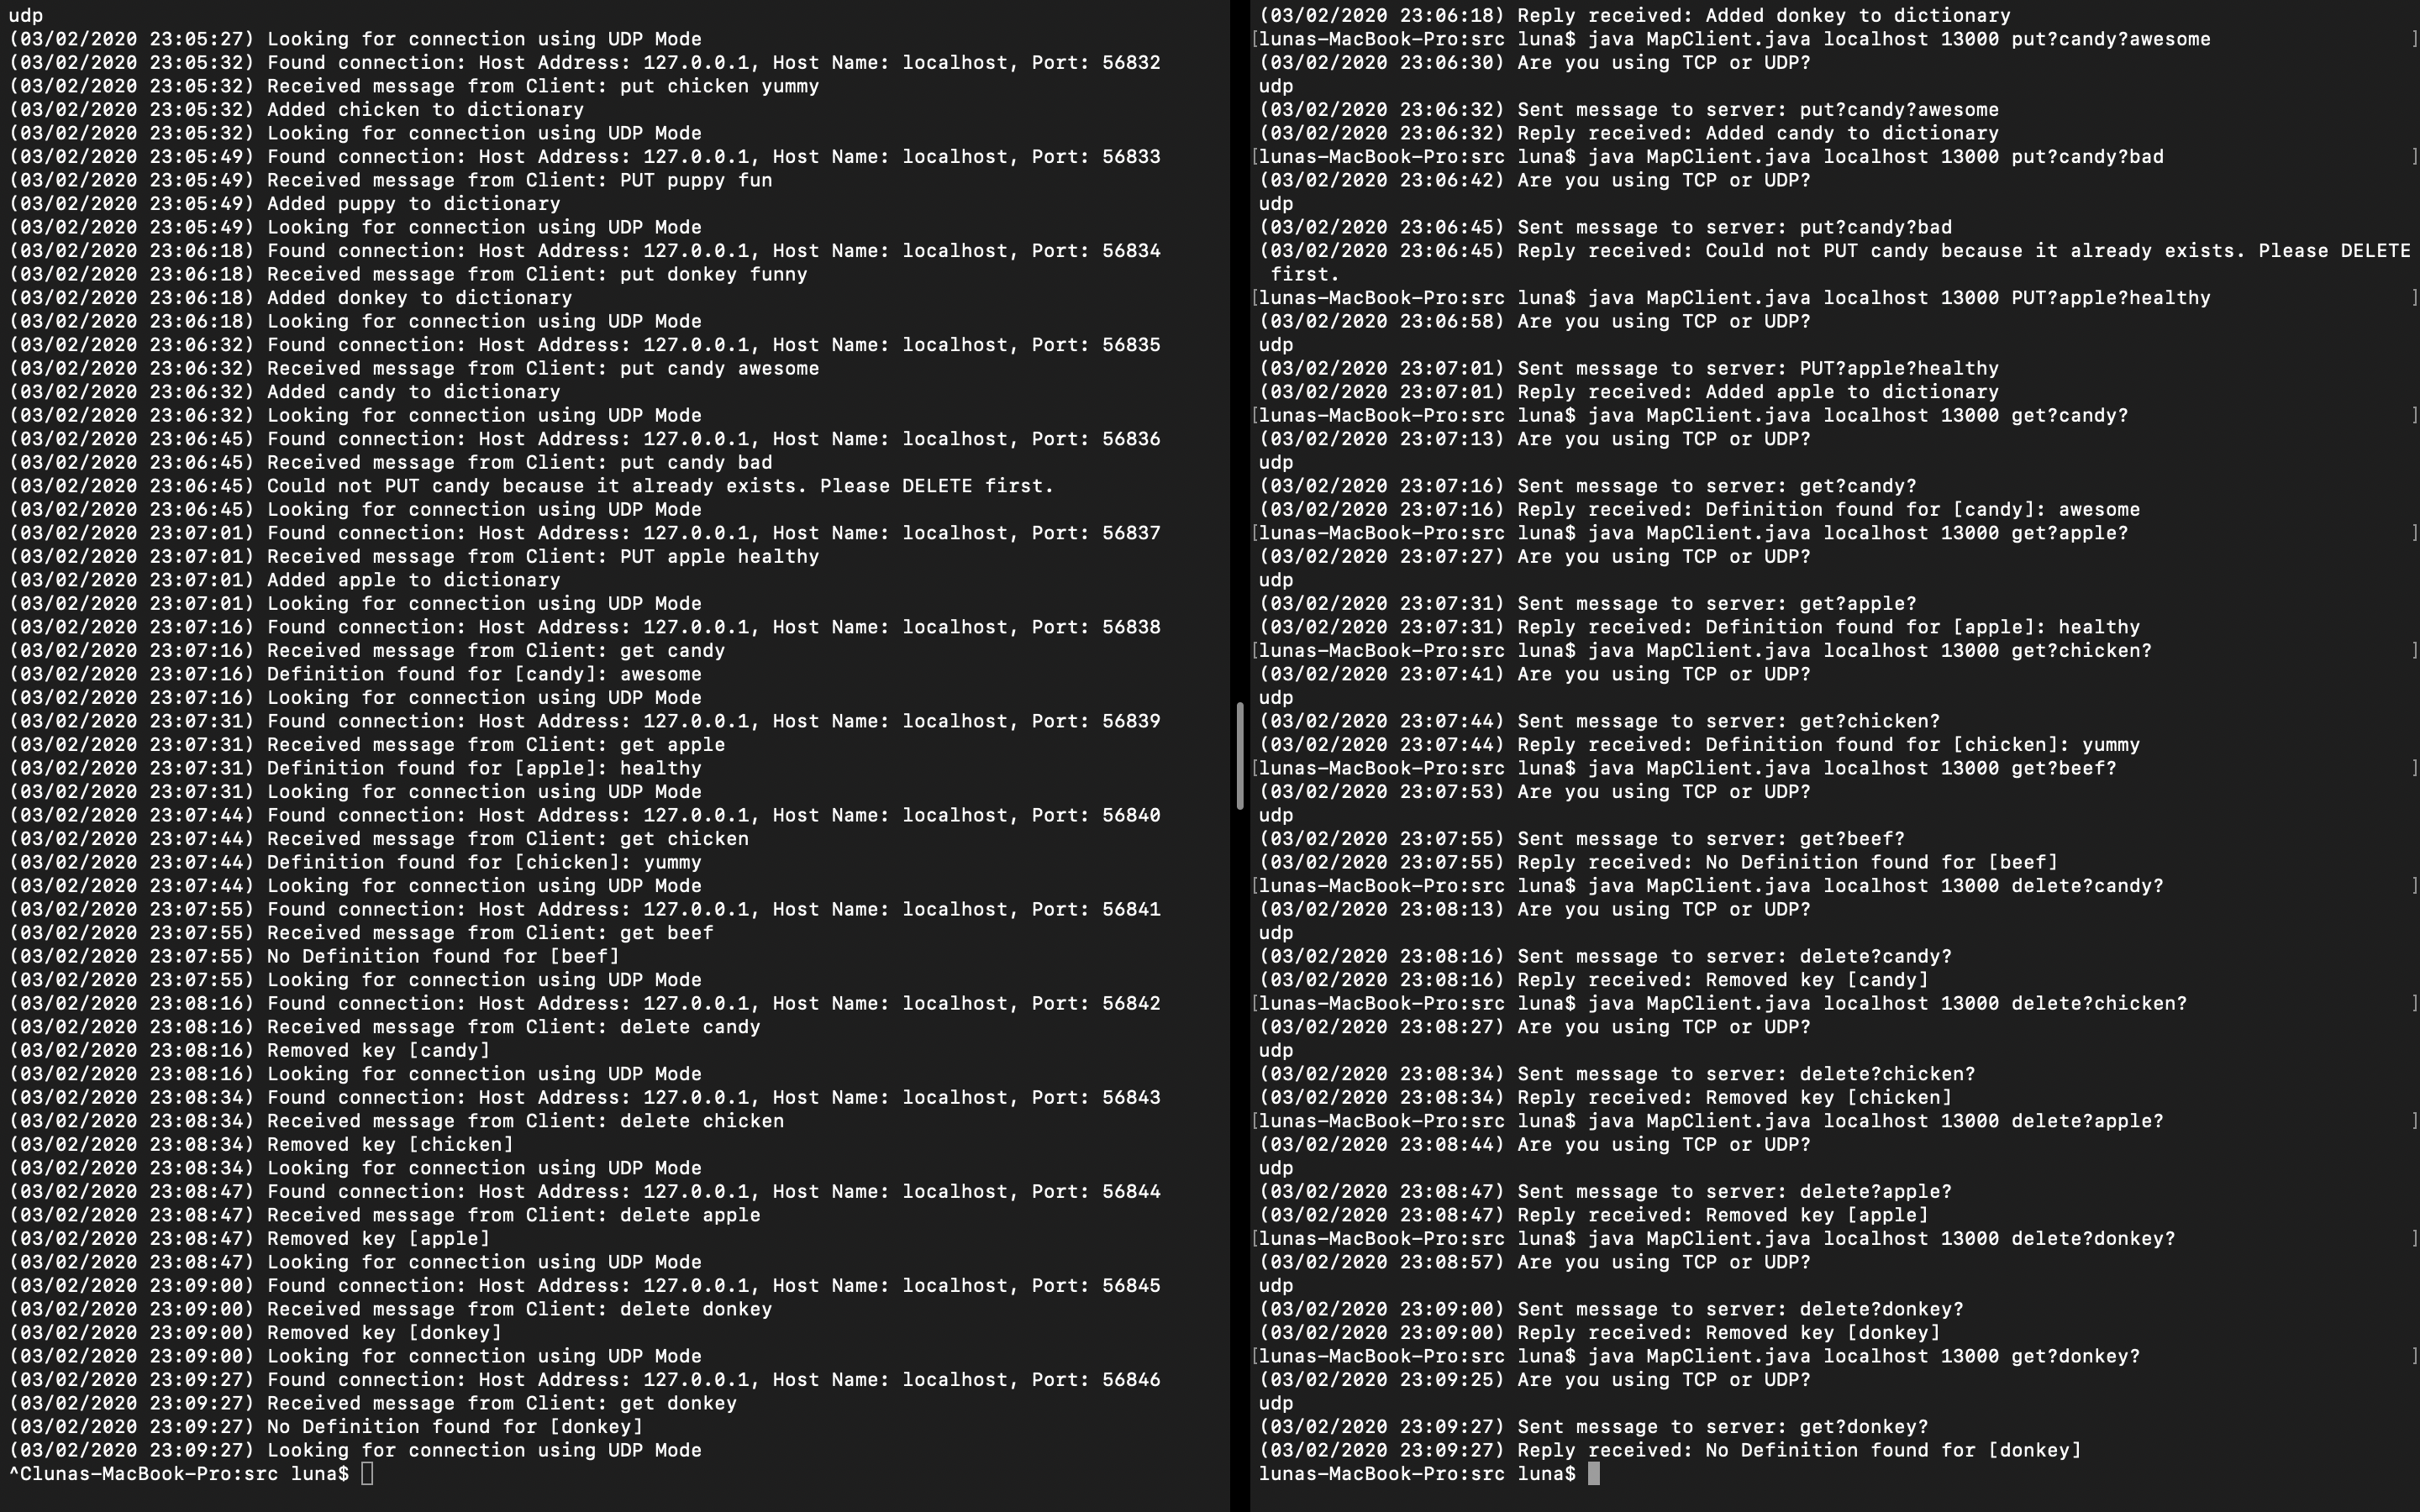 udp
(03/02/2020 23:05:27) Looking for connection using UDP Mode
(03/02/2020 23:05:32) Found connection: Host Address: 127.0.0.1, Host Name: localhost, Port: 56832
(03/02/2020 23:05:32) Received message from Client: put chicken yummy
(03/02/2020 23:05:32) Added chicken to dictionary
(03/02/2020 23:05:32) Looking for connection using UDP Mode
(03/02/2020 23:05:49) Found connection: Host Address: 127.0.0.1, Host Name: localhost, Port: 56833
(03/02/2020 23:05:49) Received message from Client: PUT puppy fun
(03/02/2020 23:05:49) Added puppy to dictionary
(03/02/2020 23:05:49) Looking for connection using UDP Mode
(03/02/2020 23:06:18) Found connection: Host Address: 127.0.0.1, Host Name: localhost, Port: 56834
(03/02/2020 23:06:18) Received message from Client: put donkey funny
(03/02/2020 23:06:18) Added donkey to dictionary
(03/02/2020 23:06:18) Looking for connection using UDP Mode
(03/02/2020 23:06:32) Found connection: Host Address: 127.0.0.1, Host Name: localhost, Port: 56835
(03/02/2020 23:06:32) Received message from Client: put candy awesome
(03/02/2020 23:06:32) Added candy to dictionary
(03/02/2020 23:06:32) Looking for connection using UDP Mode
(03/02/2020 23:06:45) Found connection: Host Address: 127.0.0.1, Host Name: localhost, Port: 56836
(03/02/2020 23:06:45) Received message from Client: put candy bad
(03/02/2020 23:06:45) Could not PUT candy because it already exists. Please DELETE first.
(03/02/2020 23:06:45) Looking for connection using UDP Mode
(03/02/2020 23:07:01) Found connection: Host Address: 127.0.0.1, Host Name: localhost, Port: 56837
(03/02/2020 23:07:01) Received message from Client: PUT apple healthy
(03/02/2020 23:07:01) Added apple to dictionary
(03/02/2020 23:07:01) Looking for connection using UDP Mode
(03/02/2020 23:07:16) Found connection: Host Address: 127.0.0.1, Host Name: localhost, Port: 56838
(03/02/2020 23:07:16) Received message from Client: get candy
(03/02/2020 23:07:16) Definition found for [candy]: awesome
(03/02/2020 23:07:16) Looking for connection using UDP Mode
(03/02/2020 23:07:31) Found connection: Host Address: 127.0.0.1, Host Name: localhost, Port: 56839
(03/02/2020 23:07:31) Received message from Client: get apple
(03/02/2020 23:07:31) Definition found for [apple]: healthy
(03/02/2020 23:07:31) Looking for connection using UDP Mode
(03/02/2020 23:07:44) Found connection: Host Address: 127.0.0.1, Host Name: localhost, Port: 56840
(03/02/2020 23:07:44) Received message from Client: get chicken
(03/02/2020 23:07:44) Definition found for [chicken]: yummy
(03/02/2020 23:07:44) Looking for connection using UDP Mode
(03/02/2020 23:07:55) Found connection: Host Address: 127.0.0.1, Host Name: localhost, Port: 56841
(03/02/2020 23:07:55) Received message from Client: get beef
(03/02/2020 23:07:55) No Definition found for [beef]
(03/02/2020 23:07:55) Looking for connection using UDP Mode
(03/02/2020 23:08:16) Found connection: Host Address: 127.0.0.1, Host Name: localhost, Port: 56842
(03/02/2020 23:08:16) Received message from Client: delete candy
(03/02/2020 23:08:16) Removed key [candy]
(03/02/2020 23:08:16) Looking for connection using UDP Mode
(03/02/2020 23:08:34) Found connection: Host Address: 127.0.0.1, Host Name: localhost, Port: 56843
(03/02/2020 23:08:34) Received message from Client: delete chicken
(03/02/2020 23:08:34) Removed key [chicken]
(03/02/2020 23:08:34) Looking for connection using UDP Mode
(03/02/2020 23:08:47) Found connection: Host Address: 127.0.0.1, Host Name: localhost, Port: 56844
(03/02/2020 23:08:47) Received message from Client: delete apple
(03/02/2020 23:08:47) Removed key [apple]
(03/02/2020 23:08:47) Looking for connection using UDP Mode
(03/02/2020 23:09:00) Found connection: Host Address: 127.0.0.1, Host Name: localhost, Port: 56845
(03/02/2020 23:09:00) Received message from Client: delete donkey
(03/02/2020 23:09:00) Removed key [donkey]
(03/02/2020 23:09:00) Looking for connection using UDP Mode
(03/02/2020 23:09:27) Found connection: Host Address: 127.0.0.1, Host Name: localhost, Port: 56846
(03/02/2020 23:09:27) Received message from Client: get donkey
(03/02/2020 23:09:27) No Definition found for [donkey]
(03/02/2020 23:09:27) Looking for connection using UDP Mode
^Clunas-MacBook-Pro:src luna$
(03/02/2020 23:06:18) Reply received: Added donkey to dictionary
[lunas-MacBook-Pro:src luna$ java MapClient.java localhost 13000 put?candy?awesome ]
(03/02/2020 23:06:30) Are you using TCP or UDP?
udp
(03/02/2020 23:06:32) Sent message to server: put?candy?awesome
(03/02/2020 23:06:32) Reply received: Added candy to dictionary
[lunas-MacBook-Pro:src luna$ java MapClient.java localhost 13000 put?candy?bad ]
(03/02/2020 23:06:42) Are you using TCP or UDP?
udp
(03/02/2020 23:06:45) Sent message to server: put?candy?bad
(03/02/2020 23:06:45) Reply received: Could not PUT candy because it already exists. Please DELETE
 first.
[lunas-MacBook-Pro:src luna$ java MapClient.java localhost 13000 PUT?apple?healthy ]
(03/02/2020 23:06:58) Are you using TCP or UDP?
udp
(03/02/2020 23:07:01) Sent message to server: PUT?apple?healthy
(03/02/2020 23:07:01) Reply received: Added apple to dictionary
[lunas-MacBook-Pro:src luna$ java MapClient.java localhost 13000 get?candy? ]
(03/02/2020 23:07:13) Are you using TCP or UDP?
udp
(03/02/2020 23:07:16) Sent message to server: get?candy?
(03/02/2020 23:07:16) Reply received: Definition found for [candy]: awesome
[lunas-MacBook-Pro:src luna$ java MapClient.java localhost 13000 get?apple? ]
(03/02/2020 23:07:27) Are you using TCP or UDP?
udp
(03/02/2020 23:07:31) Sent message to server: get?apple?
(03/02/2020 23:07:31) Reply received: Definition found for [apple]: healthy
[lunas-MacBook-Pro:src luna$ java MapClient.java localhost 13000 get?chicken? ]
(03/02/2020 23:07:41) Are you using TCP or UDP?
udp
(03/02/2020 23:07:44) Sent message to server: get?chicken?
(03/02/2020 23:07:44) Reply received: Definition found for [chicken]: yummy
[lunas-MacBook-Pro:src luna$ java MapClient.java localhost 13000 get?beef? ]
(03/02/2020 23:07:53) Are you using TCP or UDP?
udp
(03/02/2020 23:07:55) Sent message to server: get?beef?
(03/02/2020 23:07:55) Reply received: No Definition found for [beef]
[lunas-MacBook-Pro:src luna$ java MapClient.java localhost 13000 delete?candy? ]
(03/02/2020 23:08:13) Are you using TCP or UDP?
udp
(03/02/2020 23:08:16) Sent message to server: delete?candy?
(03/02/2020 23:08:16) Reply received: Removed key [candy]
[lunas-MacBook-Pro:src luna$ java MapClient.java localhost 13000 delete?chicken? ]
(03/02/2020 23:08:27) Are you using TCP or UDP?
udp
(03/02/2020 23:08:34) Sent message to server: delete?chicken?
(03/02/2020 23:08:34) Reply received: Removed key [chicken]
[lunas-MacBook-Pro:src luna$ java MapClient.java localhost 13000 delete?apple? ]
(03/02/2020 23:08:44) Are you using TCP or UDP?
udp
(03/02/2020 23:08:47) Sent message to server: delete?apple?
(03/02/2020 23:08:47) Reply received: Removed key [apple]
[lunas-MacBook-Pro:src luna$ java MapClient.java localhost 13000 delete?donkey? ]
(03/02/2020 23:08:57) Are you using TCP or UDP?
udp
(03/02/2020 23:09:00) Sent message to server: delete?donkey?
(03/02/2020 23:09:00) Reply received: Removed key [donkey]
[lunas-MacBook-Pro:src luna$ java MapClient.java localhost 13000 get?donkey? ]
(03/02/2020 23:09:25) Are you using TCP or UDP?
udp
(03/02/2020 23:09:27) Sent message to server: get?donkey?
(03/02/2020 23:09:27) Reply received: No Definition found for [donkey]
lunas-MacBook-Pro:src luna$